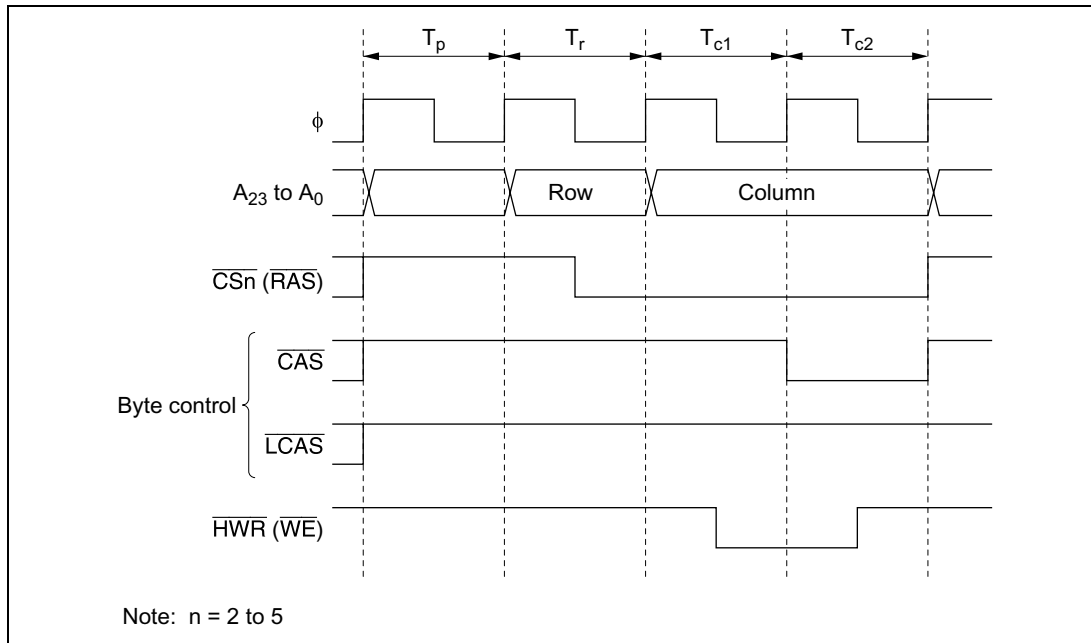 Tp Tr Tc1 Tc2
ϕ
A23 to A0 Row Column
CSn (RAS)
CAS
Byte control
LCAS
HWR (WE)
Note: n = 2 to 5